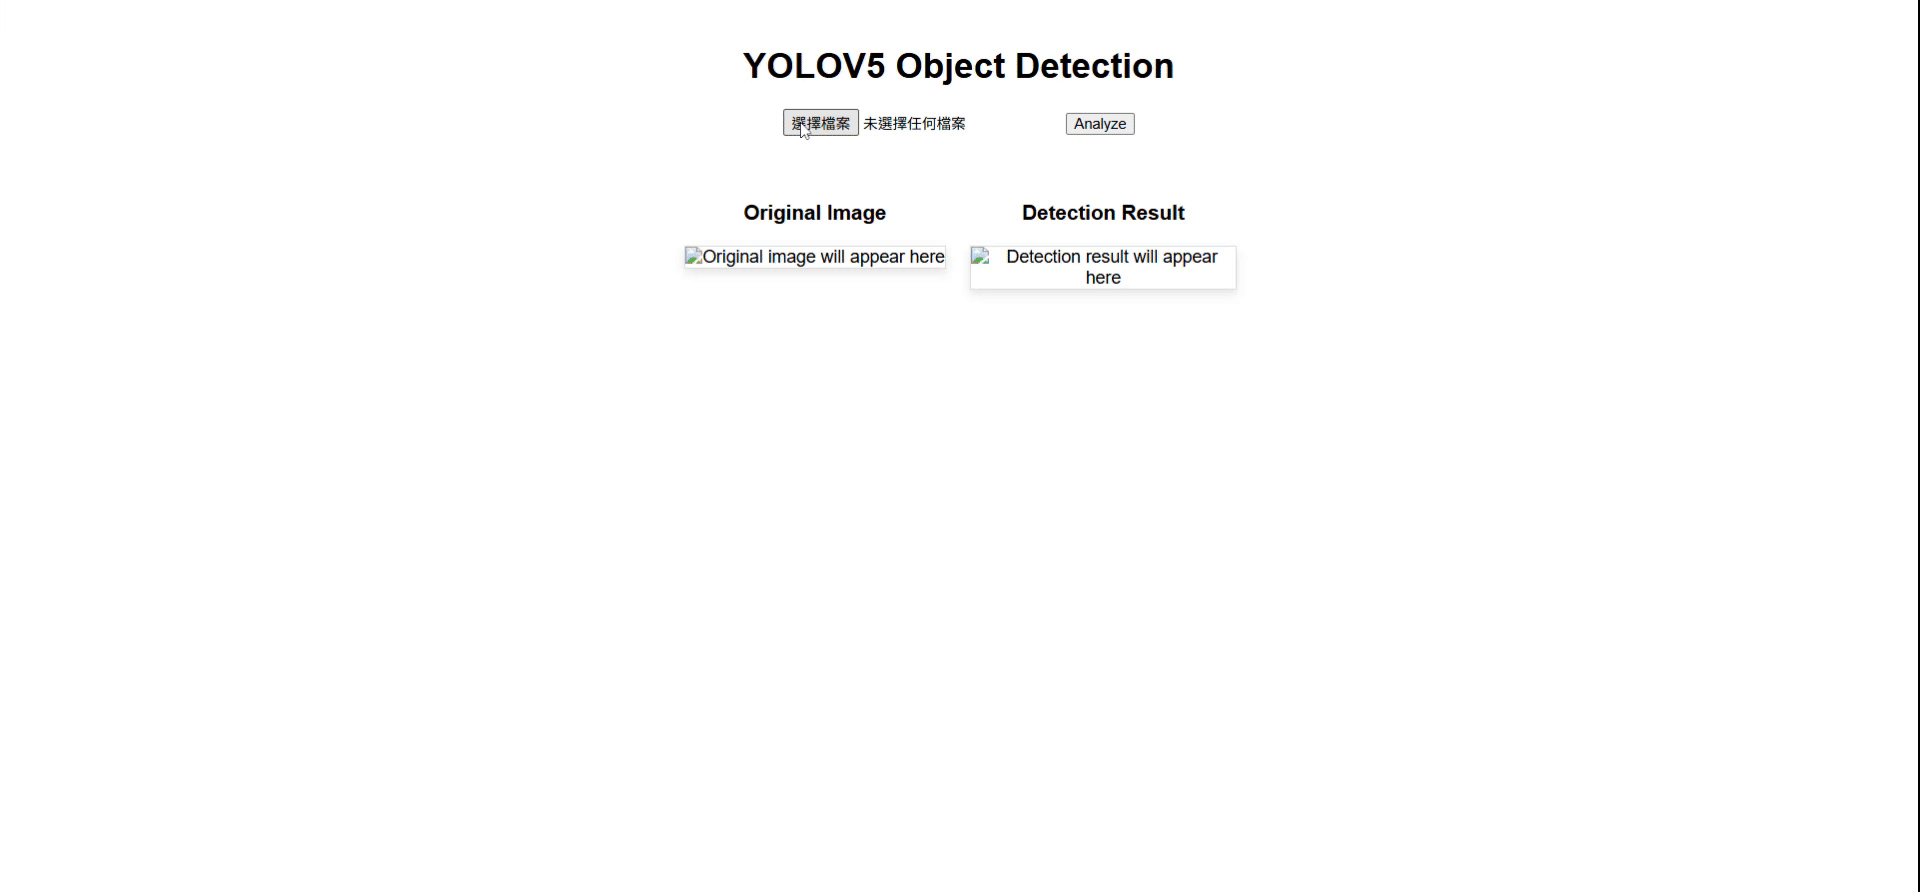 YOLOV5 Object Detection
選擇檔案 未選擇任何檔案 Analyze
Original Image Detection Result
Original image will appear here Detection result will appear
here